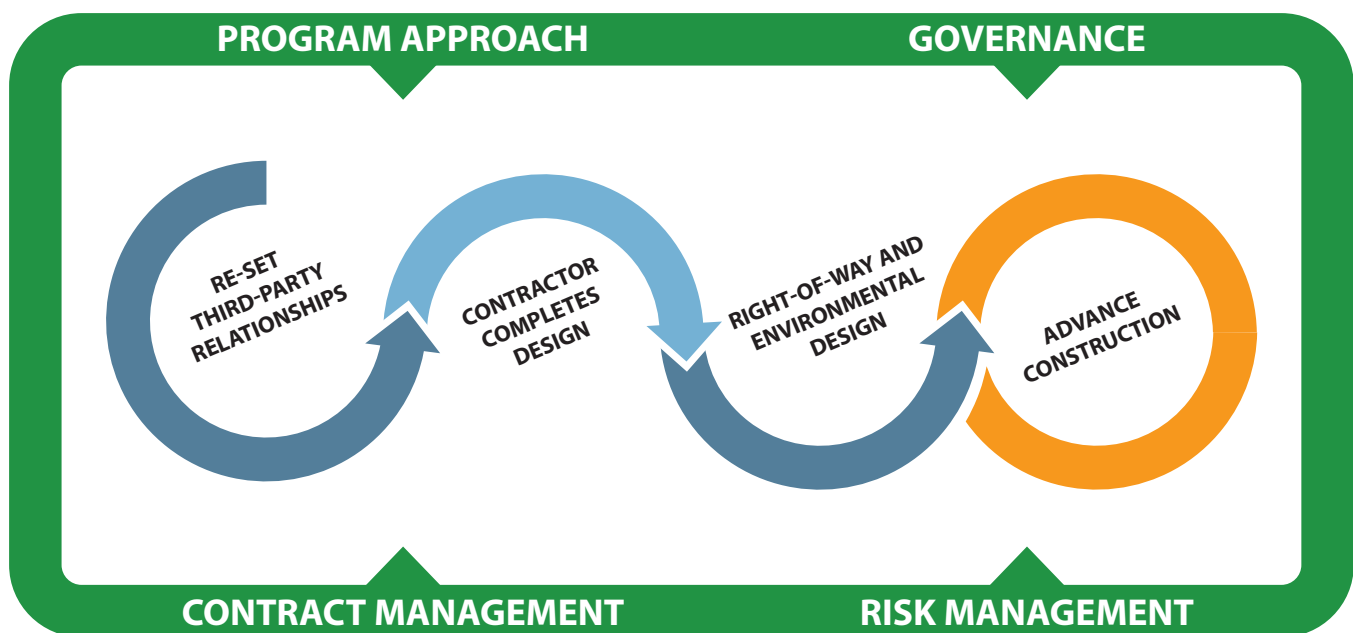 PROGRAM APPROACH
GOVERNANCE
RE-SET
THIRD-PARTY
RELATIONSHIPS
CONTRACTOR
COMPLETES
DESIGN
RIGHT-OF-WAY AND
ENVIRONMENTAL
DESIGN
ADVANCE
CONSTRUCTION
CONTRACT MANAGEMENT
RISK MANAGEMENT